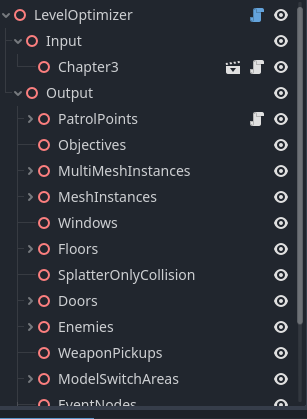 LevelOptimizer
Input
Chapter3
Output
PatrolPoints
Objectives
MultiMeshInstances
MeshInstances
Windows
Floors
SplatterOnlyCollision
Doors
Enemies
WeaponPickups
ModelSwitchAreas
EventNodes